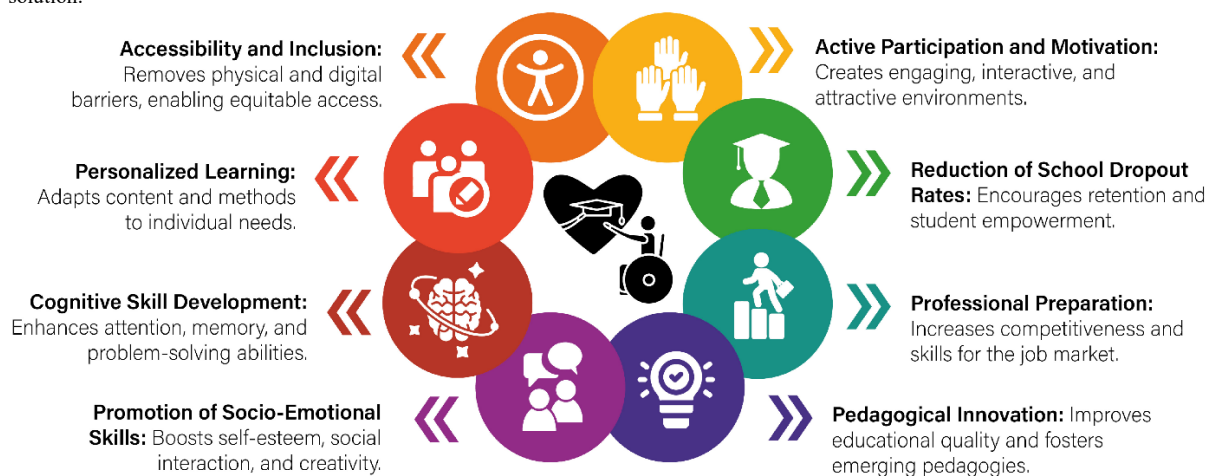 solution.
Accessibility and Inclusion:
Removes physical and digital
barriers, enabling equitable access.
Personalized Learning:
Adapts content and methods
to individual needs.
Cognitive Skill Development:
Enhances attention, memory, and
problem-solving abilities.
Promotion of Socio-Emotional
Skills: Boosts self-esteem, social
interaction, and creativity.
Active Participation and Motivation:
Creates engaging, interactive, and
attractive environments.
Reduction of School Dropout
Rates: Encourages retention and
student empowerment.
Professional Preparation:
Increases competitiveness and
skills for the job market.
Pedagogical Innovation: Improves
educational quality and fosters
emerging pedagogies.